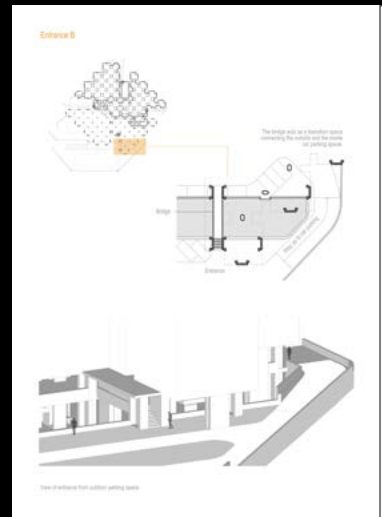 Entrance B
The bridge acts as a transition space
connecting the outside and the inside
car parking space.
Bridge
Entrance
View of entrance from outdoor parking space